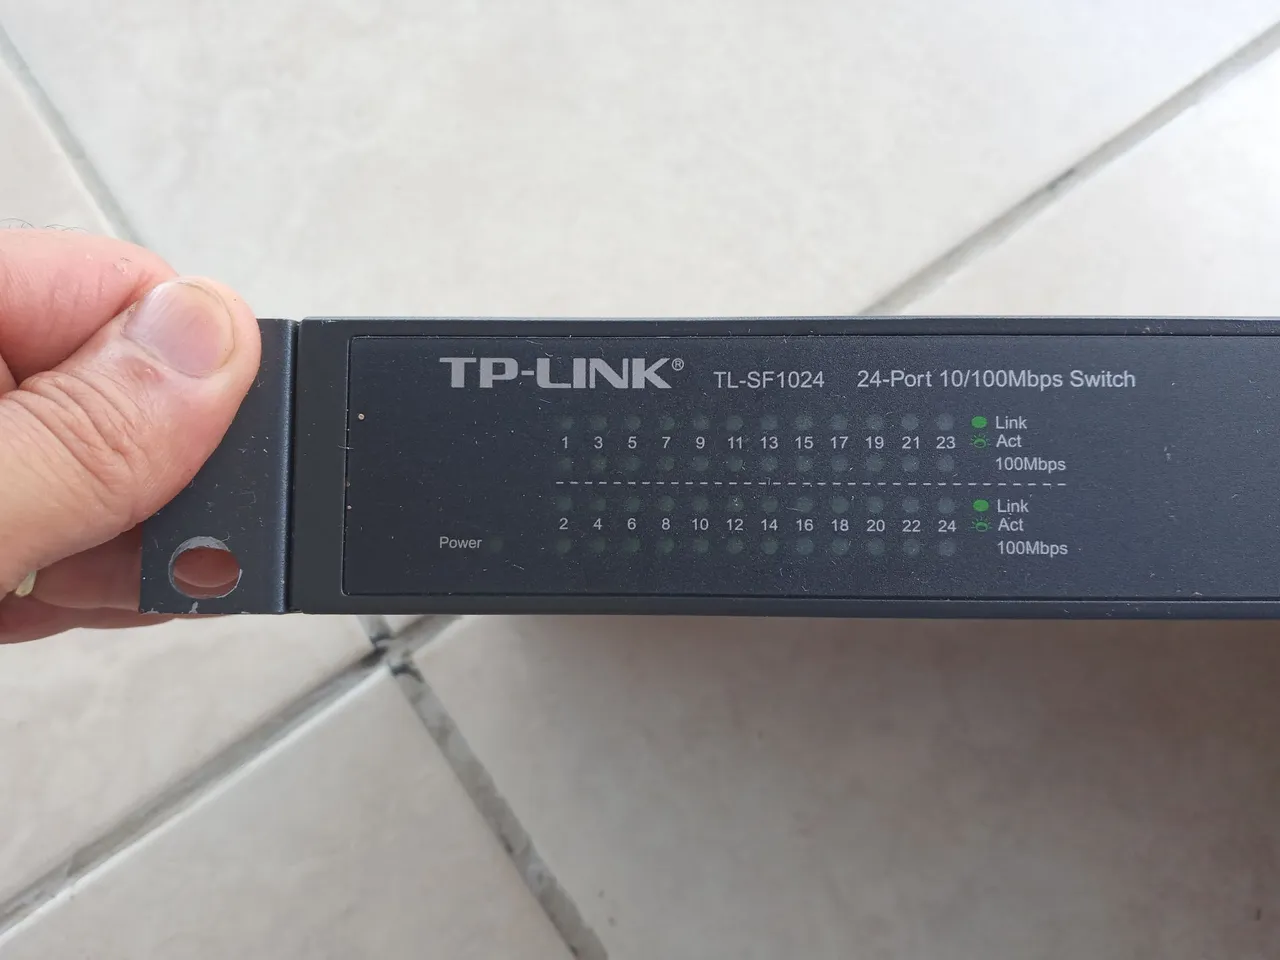 TP-LINK® TL-SF1024 24-Port 10/100Mbps Switch
Link
1 3 5 7 9 11 13 15 17 19 21 23 Act
100Mbps
Link
2 4 6 8 10 12 14 16 18 20 22 24 Act
Power 100Mbps